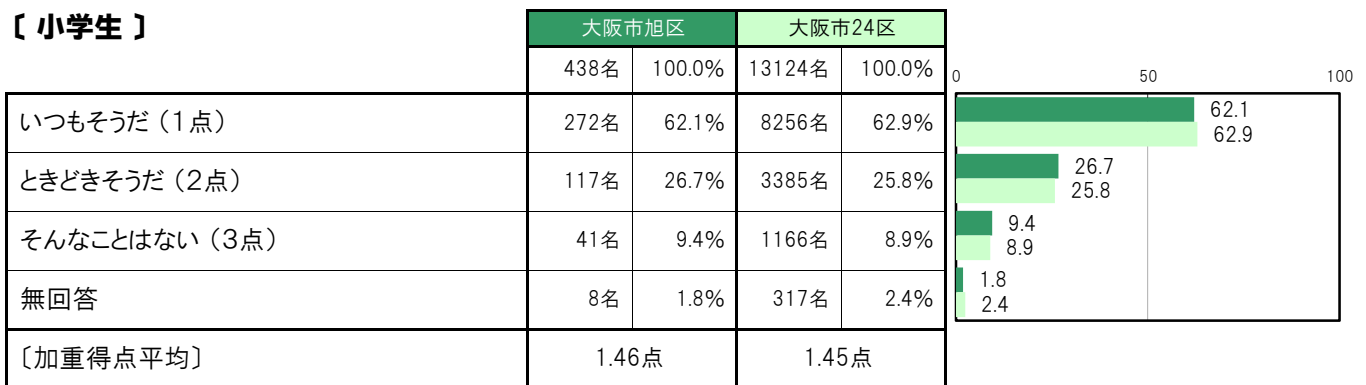 〔 小学生 〕
大阪市旭区 大阪市24区
438名 100.0% 13124名 100.0% 0 50 100
いつもそうだ（1点） 272名 62.1% 8256名 62.9% 62.1
62.9
ときどきそうだ（2点） 117名 26.7% 3385名 25.8% 26.7
25.8
そんなことはない（3点） 41名 9.4% 1166名 8.9% 9.4
8.9
無回答 8名 1.8% 317名 2.4% 1.8
2.4
〔加重得点平均〕 1.46点 1.45点